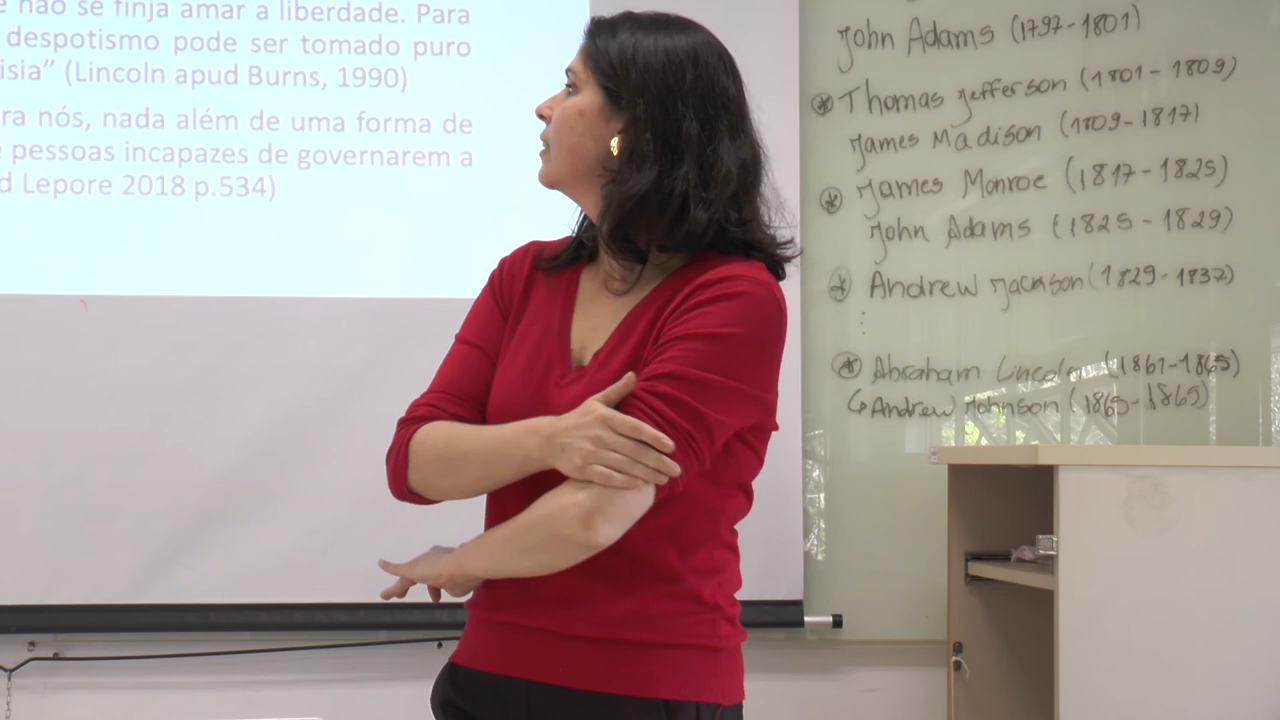 e não se finja amar a liberdade. Para
despotismo pode ser tomado puro
isia” (Lincoln apud Burns, 1990)
ra nós, nada além de uma forma de
e pessoas incapazes de governarem a
d Lepore 2018 p.534)
John Adams (1797-1801)
Thomas Jefferson (1801-1809)
James Madison (1809-1817)
James Monroe (1817-1825)
John Adams (1825-1829)
Andrew Jackson (1829-1837)
⋮
Abraham Lincoln (1861-1865)
↳ Andrew Johnson (1865-1869)